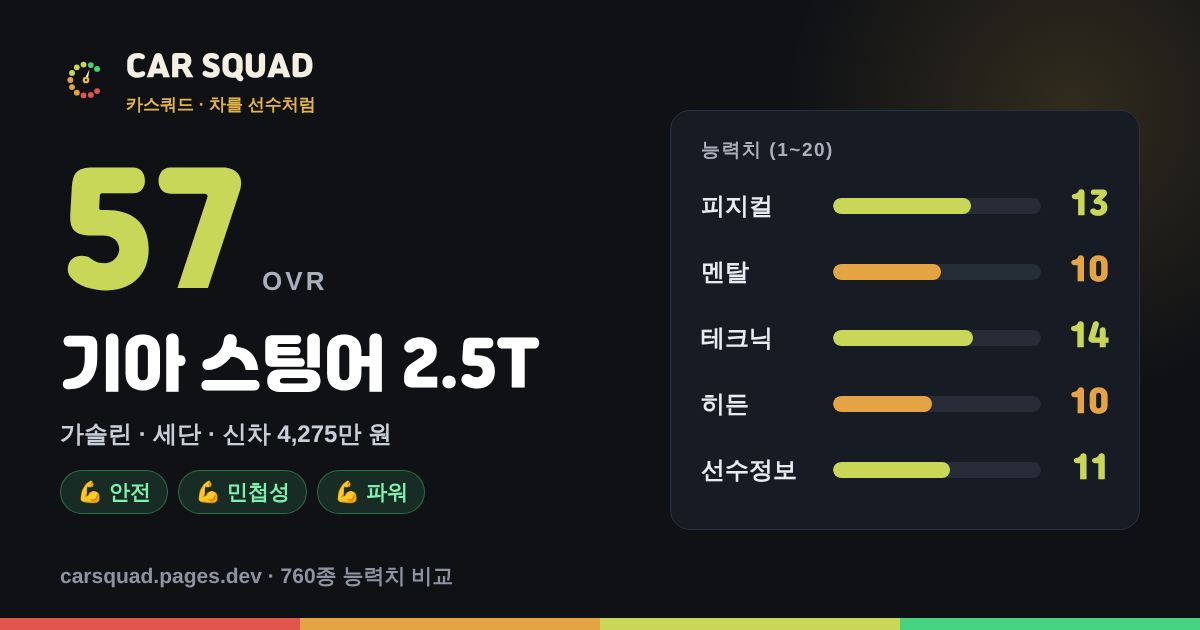 CAR SQUAD
카스쿼드 · 차를 선수처럼
57 OVR
기아 스팅어 2.5T
가솔린 · 세단 · 신차 4,275만 원
💪 안전 💪 민첩성 💪 파워
carsquad.pages.dev · 760종 능력치 비교
능력치 (1~20)
피지컬 13
멘탈 10
테크닉 14
히든 10
선수정보 11